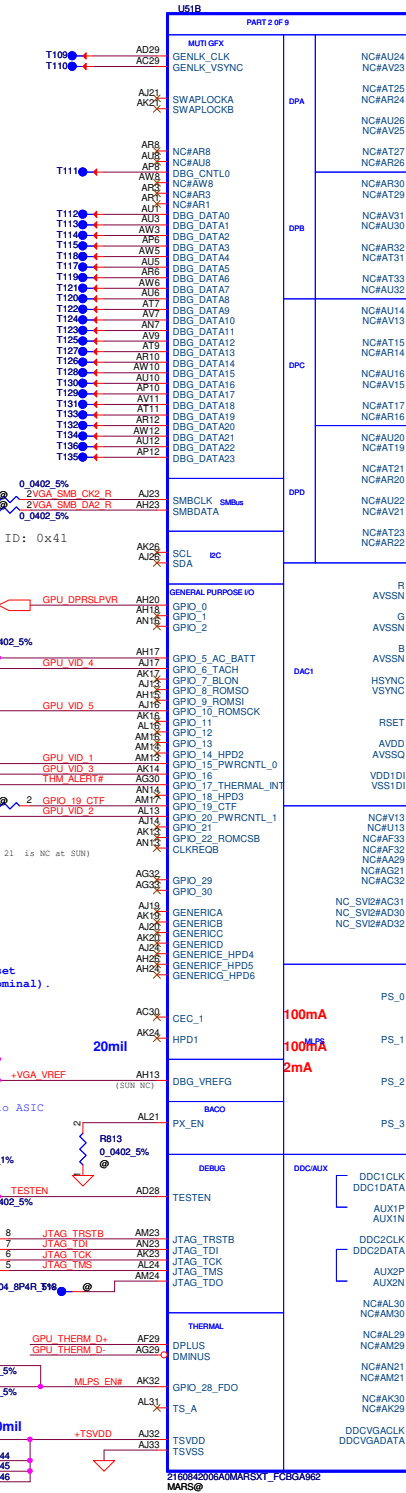 U51B
PART 2 OF 9
MUTI GFX
T109 AD29 GENLK_CLK NC#AU24
T110 AC29 GENLK_VSYNC NC#AV23
AJ21 SWAPLOCKA DPA NC#AT25
AK21 SWAPLOCKB NC#AR24
NC#AU26
NC#AV25
AR8 NC#AR8 NC#AT27
AU8 NC#AU8 NC#AR26
T111 AP8 DBG_CNTL0
AW8 NC#AW8 NC#AR30
AR3 NC#AR3 NC#AT29
AR1 NC#AR1
T112 AU1 DBG_DATA0 NC#AV31
T113 AU3 DBG_DATA1 DPB NC#AU30
T114 AW3 DBG_DATA2
T115 AP6 DBG_DATA3 NC#AR32
T118 AW5 DBG_DATA4 NC#AT31
T117 AU5 DBG_DATA5
T119 AR6 DBG_DATA6 NC#AT33
T121 AW6 DBG_DATA7 NC#AU32
T120 AU6 DBG_DATA8
T122 AT7 DBG_DATA9 NC#AU14
T124 AV7 DBG_DATA10 NC#AV13
T123 AN7 DBG_DATA11
T125 AV9 DBG_DATA12 NC#AT15
T127 AT9 DBG_DATA13 NC#AR14
T126 AR10 DBG_DATA14 DPC
T128 AW10 DBG_DATA15 NC#AU16
T130 AU10 DBG_DATA16 NC#AV15
T129 AP10 DBG_DATA17
T131 AV11 DBG_DATA18 NC#AT17
T133 AT11 DBG_DATA19 NC#AR16
T132 AR12 DBG_DATA20
T134 AW12 DBG_DATA21 NC#AU20
T136 AU12 DBG_DATA22 NC#AT19
T135 AP12 DBG_DATA23
NC#AT21
NC#AR20
0_0402_5%
@ 2 VGA_SMB_CK2_R AJ23 SMBCLK SMBus DPD NC#AU22
@ 2 VGA_SMB_DA2_R AH23 SMBDATA NC#AV21
0_0402_5%
NC#AT23
ID: 0x41 NC#AR22
AK26 SCL I2C
AJ26 SDA
R
GENERAL PURPOSE I/O AVSSN
GPU_DPRSLPVR AH20 GPIO_0
AH18 GPIO_1 G
AN16 GPIO_2 AVSSN
402_5% B
AH17 GPIO_5_AC_BATT AVSSN
GPU_VID_4 AJ17 GPIO_6_TACH DAC1
AK17 GPIO_7_BLON HSYNC
AJ13 GPIO_8_ROMSO VSYNC
AH15 GPIO_9_ROMSI
GPU_VID_5 AJ16 GPIO_10_ROMSCK
AK16 GPIO_11 RSET
AL16 GPIO_12
AM16 GPIO_13 AVDD
AM14 GPIO_14_HPD2 AVSSQ
GPU_VID_1 AM13 GPIO_15_PWRCNTL_0
GPU_VID_3 AK14 GPIO_16 VDD1DI
THM_ALERT# AG30 GPIO_17_THERMAL_INT VSS1DI
AN14 GPIO_18_HPD3
@ 2 GPIO_19_CTF AM17 GPIO_19_CTF
GPU_VID_2 AL13 GPIO_20_PWRCNTL_1 NC#V13
AJ14 GPIO_21 NC#U13
AK13 GPIO_22_ROMCSB NC#AF33
AN13 CLKREQB NC#AF32
21 is NC at SUN) NC#AA29
NC#AG21
AG32 GPIO_29 NC#AC32
AG33 GPIO_30
NC_SVI2#AC31
AJ19 GENERICA NC_SVI2#AD30
AK19 GENERICB NC_SVI2#AD32
AJ20 GENERICC
AK20 GENERICD
AJ24 GENERICE_HPD4
AH26 GENERICF_HPD5
AH24 GENERICG_HPD6
set
ominal).
PS_0
AC30 CEC_1 100mA
AK24 HPD1 MLPS PS_1
20mil 100mA
2mA
+VGA_VREF AH13 DBG_VREFG PS_2
(SUN NC)
to ASIC BACO
AL21 PX_EN PS_3
2
R813
0_0402_5%
@
1
1% DEBUG DDC/AUX
DDC1CLK
TESTEN AD28 TESTEN DDC1DATA
402_5%
AUX1P
AUX1N
8 JTAG_TRSTB AM23 JTAG_TRSTB DDC2CLK
7 JTAG_TDI AN23 JTAG_TDI DDC2DATA
6 JTAG_TCK AK23 JTAG_TCK
5 JTAG_TMS AL24 JTAG_TMS AUX2P
04_8P4R_5% @ AM24 JTAG_TDO AUX2N
NC#AL30
NC#AM30
THERMAL
GPU_THERM_D+ AF29 DPLUS NC#AL29
GPU_THERM_D- AG29 DMINUS NC#AM29
5% NC#AN21
MLPS_EN# AK32 GPIO_28_FDO NC#AM21
5%
AL31 TS_A NC#AK30
NC#AK29
0mil
+TSVDD AJ32 TSVDD DDCVGACLK
AJ33 TSVSS DDCVGADATA
44
45
46
2160842006A0MARSXT_FCBGA962
MARS@